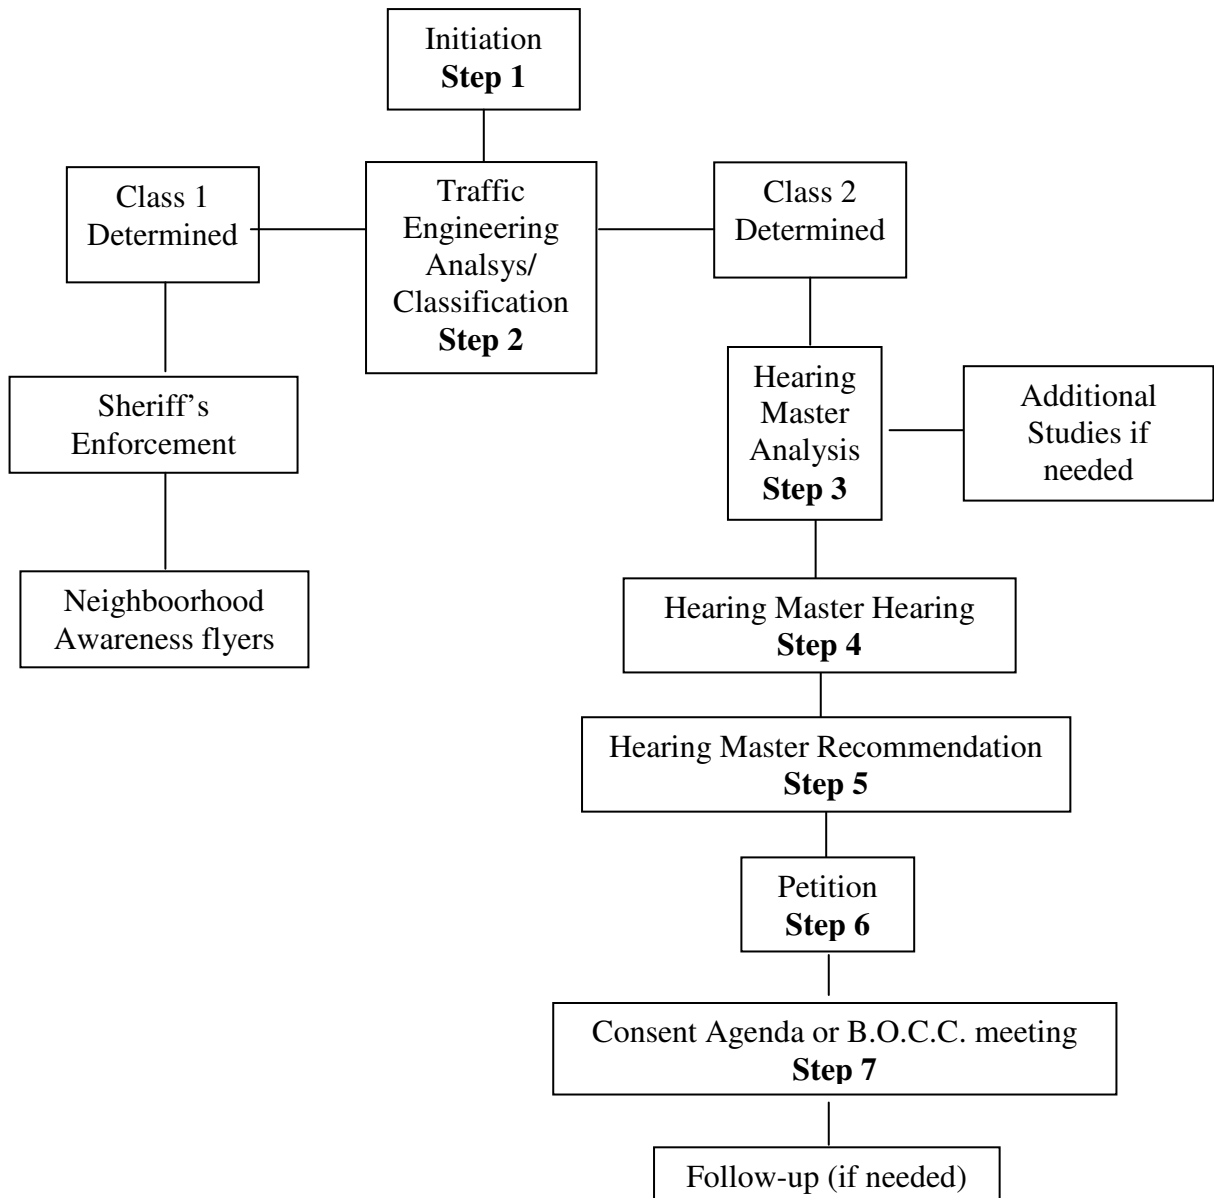 Initiation
Step 1
Class 1
Determined
Traffic
Engineering
Analsys/
Classification
Step 2
Class 2
Determined
Sheriff's
Enforcement
Neighboorhood
Awareness flyers
Hearing
Master
Analysis
Step 3
Additional
Studies if
needed
Hearing Master Hearing
Step 4
Hearing Master Recommendation
Step 5
Petition
Step 6
Consent Agenda or B.O.C.C. meeting
Step 7
Follow-up (if needed)